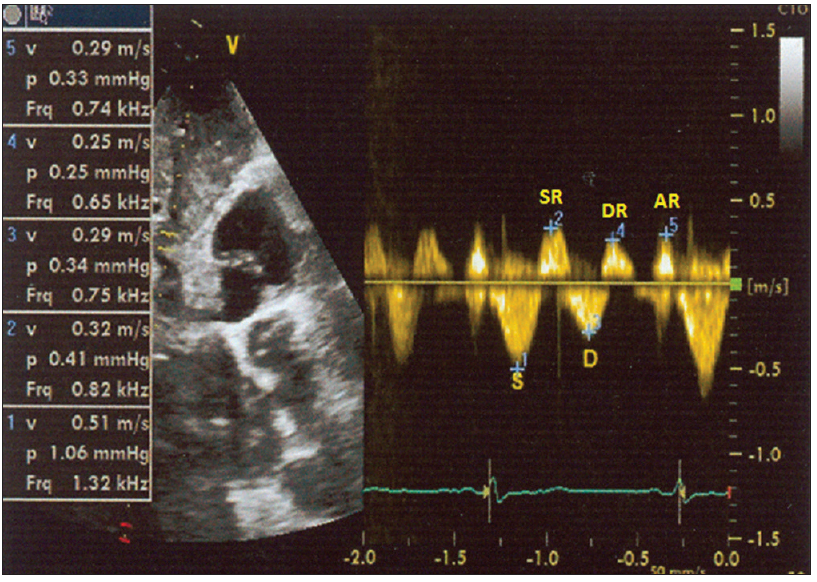 5 v 0.29 m/s
p 0.33 mmHg
Frq 0.74 kHz
4 v 0.25 m/s
p 0.25 mmHg
Frq 0.65 kHz
3 v 0.29 m/s
p 0.34 mmHg
Frq 0.75 kHz
2 v 0.32 m/s
p 0.41 mmHg
Frq 0.82 kHz
1 v 0.51 m/s
p 1.06 mmHg
Frq 1.32 kHz
V
SR
2
DR
4
AR
5
1
S
3
D
1.5
1.0
0.5
[m/s]
-0.5
-1.0
-1.5
-2.0 -1.5 -1.0 -0.5 0.0
50 mm/s